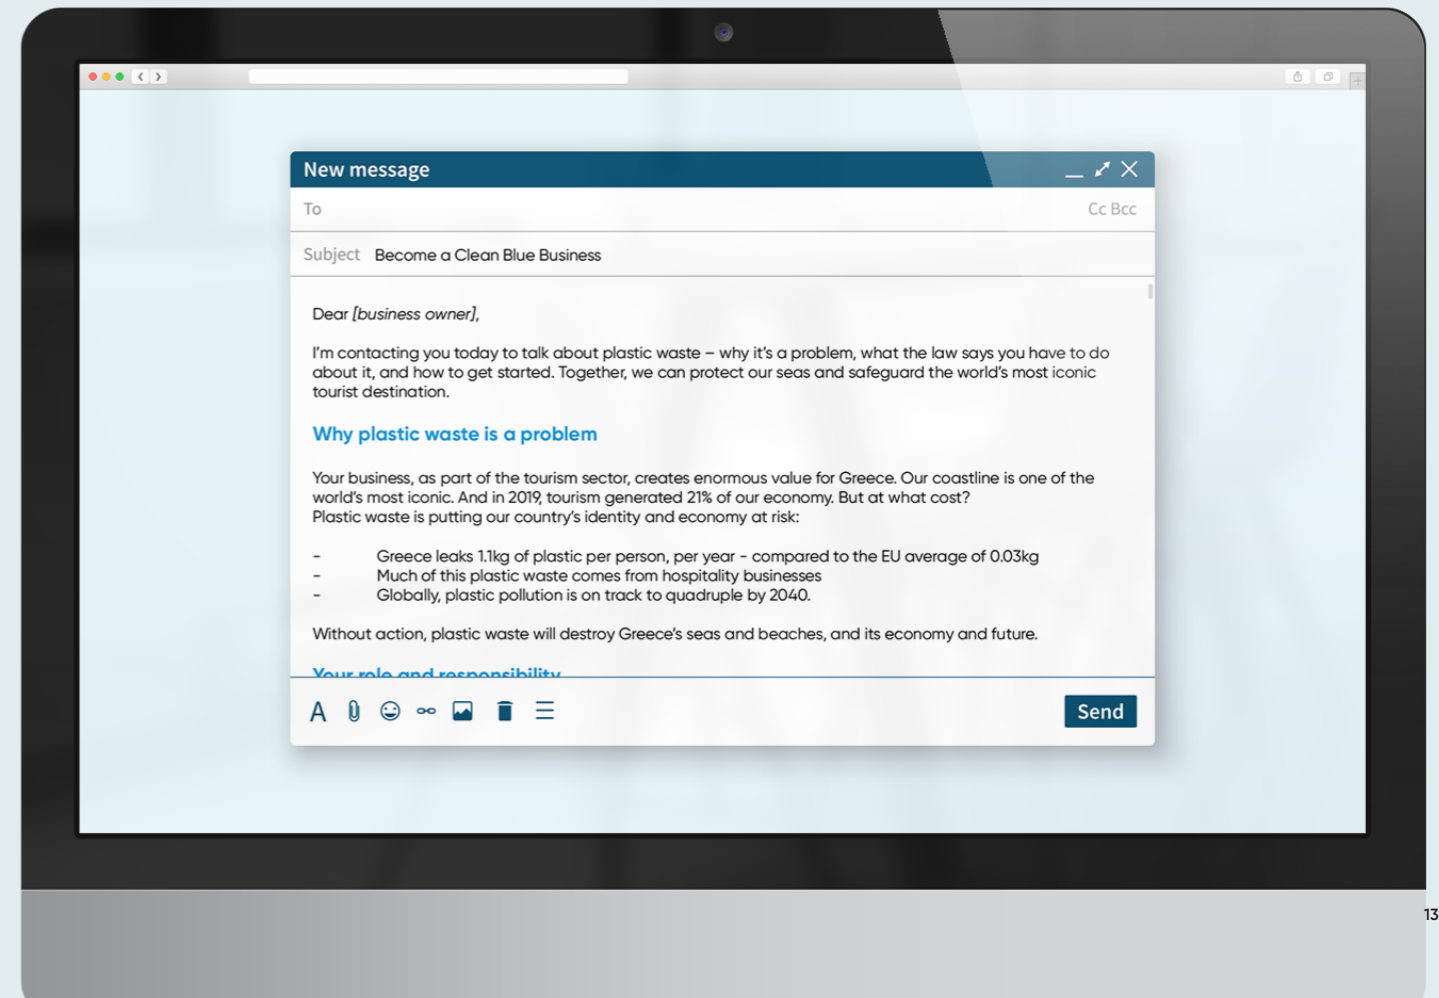 New message
To Cc Bcc
Subject Become a Clean Blue Business
Dear [business owner],
I’m contacting you today to talk about plastic waste – why it’s a problem, what the law says you have to do
about it, and how to get started. Together, we can protect our seas and safeguard the world’s most iconic
tourist destination.
Why plastic waste is a problem
Your business, as part of the tourism sector, creates enormous value for Greece. Our coastline is one of the
world’s most iconic. And in 2019, tourism generated 21% of our economy. But at what cost?
Plastic waste is putting our country’s identity and economy at risk:
- Greece leaks 1.1kg of plastic per person, per year - compared to the EU average of 0.03kg
- Much of this plastic waste comes from hospitality businesses
- Globally, plastic pollution is on track to quadruple by 2040.
Without action, plastic waste will destroy Greece’s seas and beaches, and its economy and future.
Your role and responsibility
A Send
13